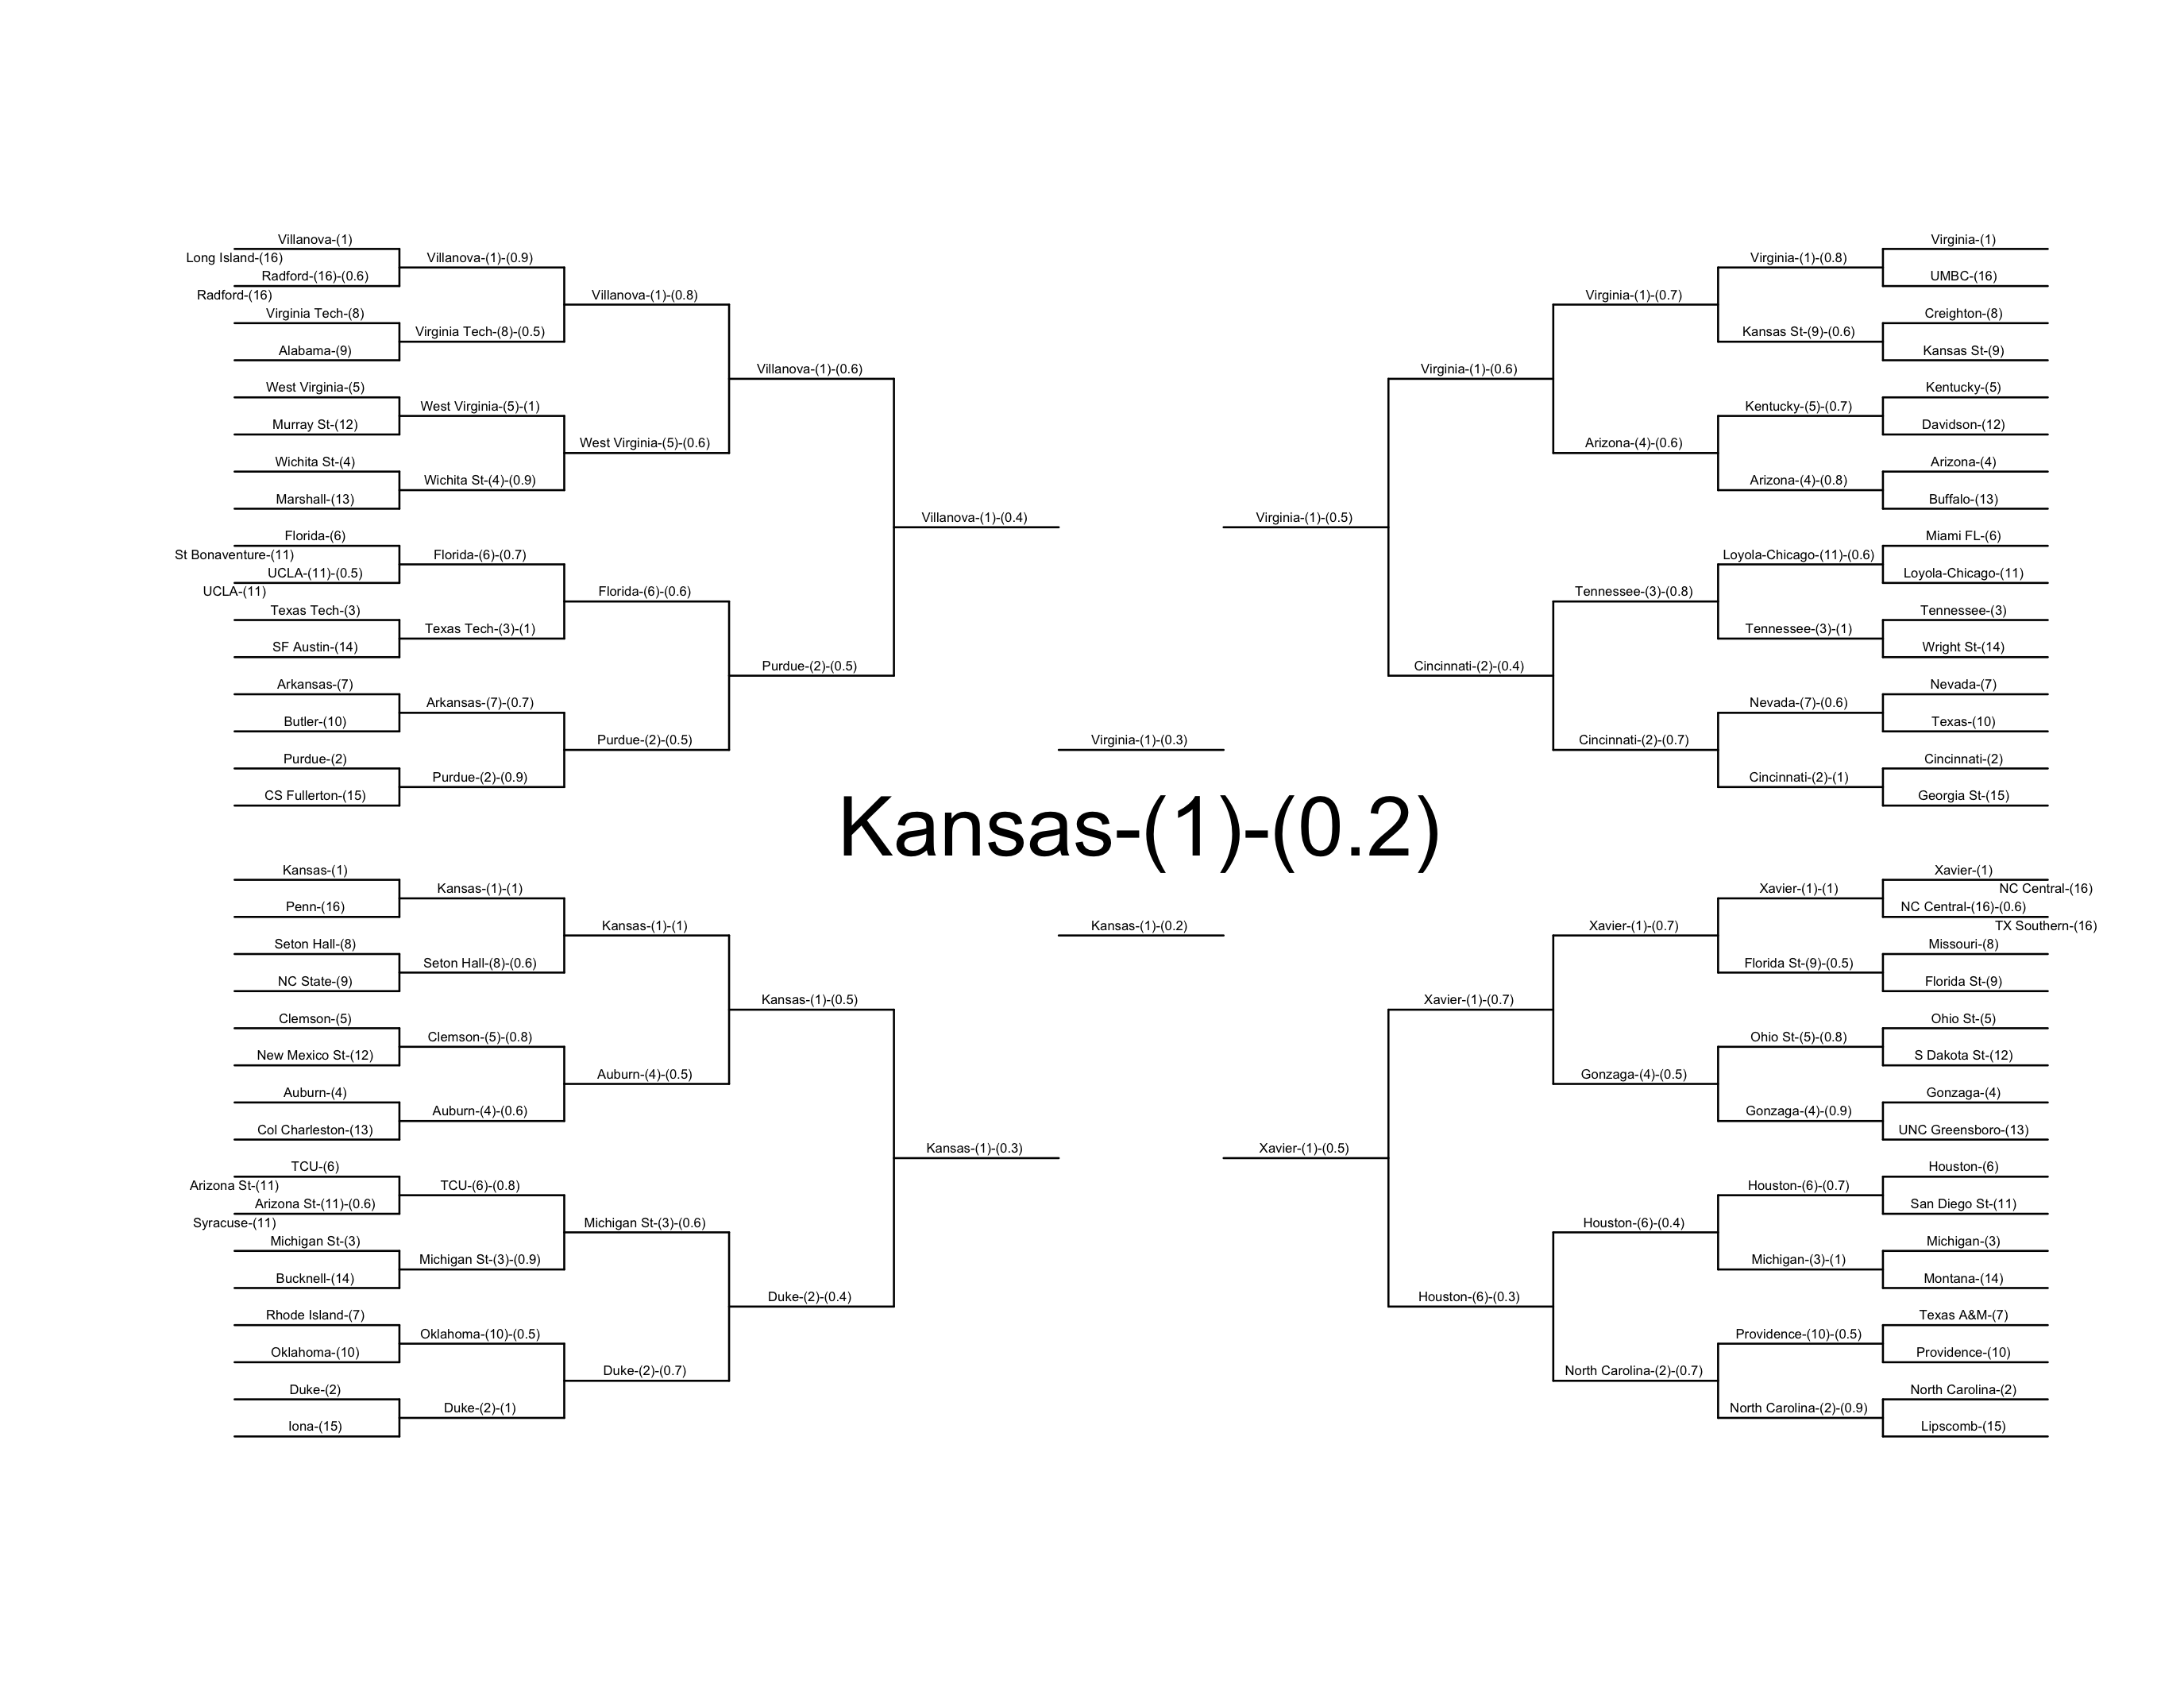 Villanova-(1)
Long Island-(16)
Radford-(16)-(0.6)
Radford-(16)
Virginia Tech-(8)
Alabama-(9)
West Virginia-(5)
Murray St-(12)
Wichita St-(4)
Marshall-(13)
Florida-(6)
St Bonaventure-(11)
UCLA-(11)-(0.5)
UCLA-(11)
Texas Tech-(3)
SF Austin-(14)
Arkansas-(7)
Butler-(10)
Purdue-(2)
CS Fullerton-(15)
Villanova-(1)-(0.9)
Virginia Tech-(8)-(0.5)
West Virginia-(5)-(1)
Wichita St-(4)-(0.9)
Florida-(6)-(0.7)
Texas Tech-(3)-(1)
Arkansas-(7)-(0.7)
Purdue-(2)-(0.9)
Villanova-(1)-(0.8)
West Virginia-(5)-(0.6)
Florida-(6)-(0.6)
Purdue-(2)-(0.5)
Villanova-(1)-(0.6)
Purdue-(2)-(0.5)
Villanova-(1)-(0.4)
Kansas-(1)
Penn-(16)
Seton Hall-(8)
NC State-(9)
Clemson-(5)
New Mexico St-(12)
Auburn-(4)
Col Charleston-(13)
TCU-(6)
Arizona St-(11)
Arizona St-(11)-(0.6)
Syracuse-(11)
Michigan St-(3)
Bucknell-(14)
Rhode Island-(7)
Oklahoma-(10)
Duke-(2)
Iona-(15)
Kansas-(1)-(1)
Seton Hall-(8)-(0.6)
Clemson-(5)-(0.8)
Auburn-(4)-(0.6)
TCU-(6)-(0.8)
Michigan St-(3)-(0.9)
Oklahoma-(10)-(0.5)
Duke-(2)-(1)
Kansas-(1)-(1)
Auburn-(4)-(0.5)
Michigan St-(3)-(0.6)
Duke-(2)-(0.7)
Kansas-(1)-(0.5)
Duke-(2)-(0.4)
Kansas-(1)-(0.3)
Virginia-(1)-(0.3)
Kansas-(1)-(0.2)
Kansas-(1)-(0.2)
Virginia-(1)-(0.5)
Virginia-(1)-(0.6)
Cincinnati-(2)-(0.4)
Virginia-(1)-(0.7)
Arizona-(4)-(0.6)
Tennessee-(3)-(0.8)
Cincinnati-(2)-(0.7)
Virginia-(1)-(0.8)
Kansas St-(9)-(0.6)
Kentucky-(5)-(0.7)
Arizona-(4)-(0.8)
Loyola-Chicago-(11)-(0.6)
Tennessee-(3)-(1)
Nevada-(7)-(0.6)
Cincinnati-(2)-(1)
Virginia-(1)
UMBC-(16)
Creighton-(8)
Kansas St-(9)
Kentucky-(5)
Davidson-(12)
Arizona-(4)
Buffalo-(13)
Miami FL-(6)
Loyola-Chicago-(11)
Tennessee-(3)
Wright St-(14)
Nevada-(7)
Texas-(10)
Cincinnati-(2)
Georgia St-(15)
Xavier-(1)-(0.5)
Xavier-(1)-(0.7)
Houston-(6)-(0.3)
Xavier-(1)-(0.7)
Gonzaga-(4)-(0.5)
Houston-(6)-(0.4)
North Carolina-(2)-(0.7)
Xavier-(1)-(1)
Florida St-(9)-(0.5)
Ohio St-(5)-(0.8)
Gonzaga-(4)-(0.9)
Houston-(6)-(0.7)
Michigan-(3)-(1)
Providence-(10)-(0.5)
North Carolina-(2)-(0.9)
Xavier-(1)
NC Central-(16)
NC Central-(16)-(0.6)
TX Southern-(16)
Missouri-(8)
Florida St-(9)
Ohio St-(5)
S Dakota St-(12)
Gonzaga-(4)
UNC Greensboro-(13)
Houston-(6)
San Diego St-(11)
Michigan-(3)
Montana-(14)
Texas A&M-(7)
Providence-(10)
North Carolina-(2)
Lipscomb-(15)